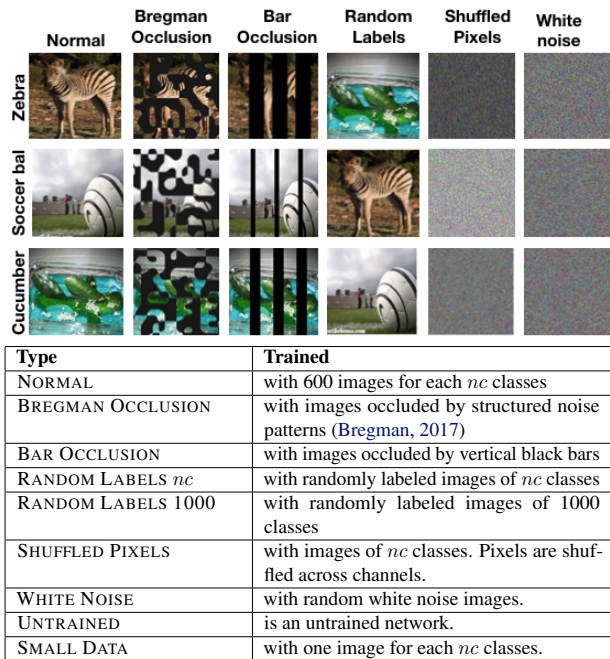 Normal Bregman Occlusion Bar Occlusion Random Labels Shuffled Pixels White noise
Zebra
Soccer bal
Cucumber
Type Trained
NORMAL with 600 images for each nc classes
BREGMAN OCCLUSION with images occluded by structured noise
patterns (Bregman, 2017)
BAR OCCLUSION with images occluded by vertical black bars
RANDOM LABELS nc with randomly labeled images of nc classes
RANDOM LABELS 1000 with randomly labeled images of 1000
classes
SHUFFLED PIXELS with images of nc classes. Pixels are shuf-
fled across channels.
WHITE NOISE with random white noise images.
UNTRAINED is an untrained network.
SMALL DATA with one image for each nc classes.